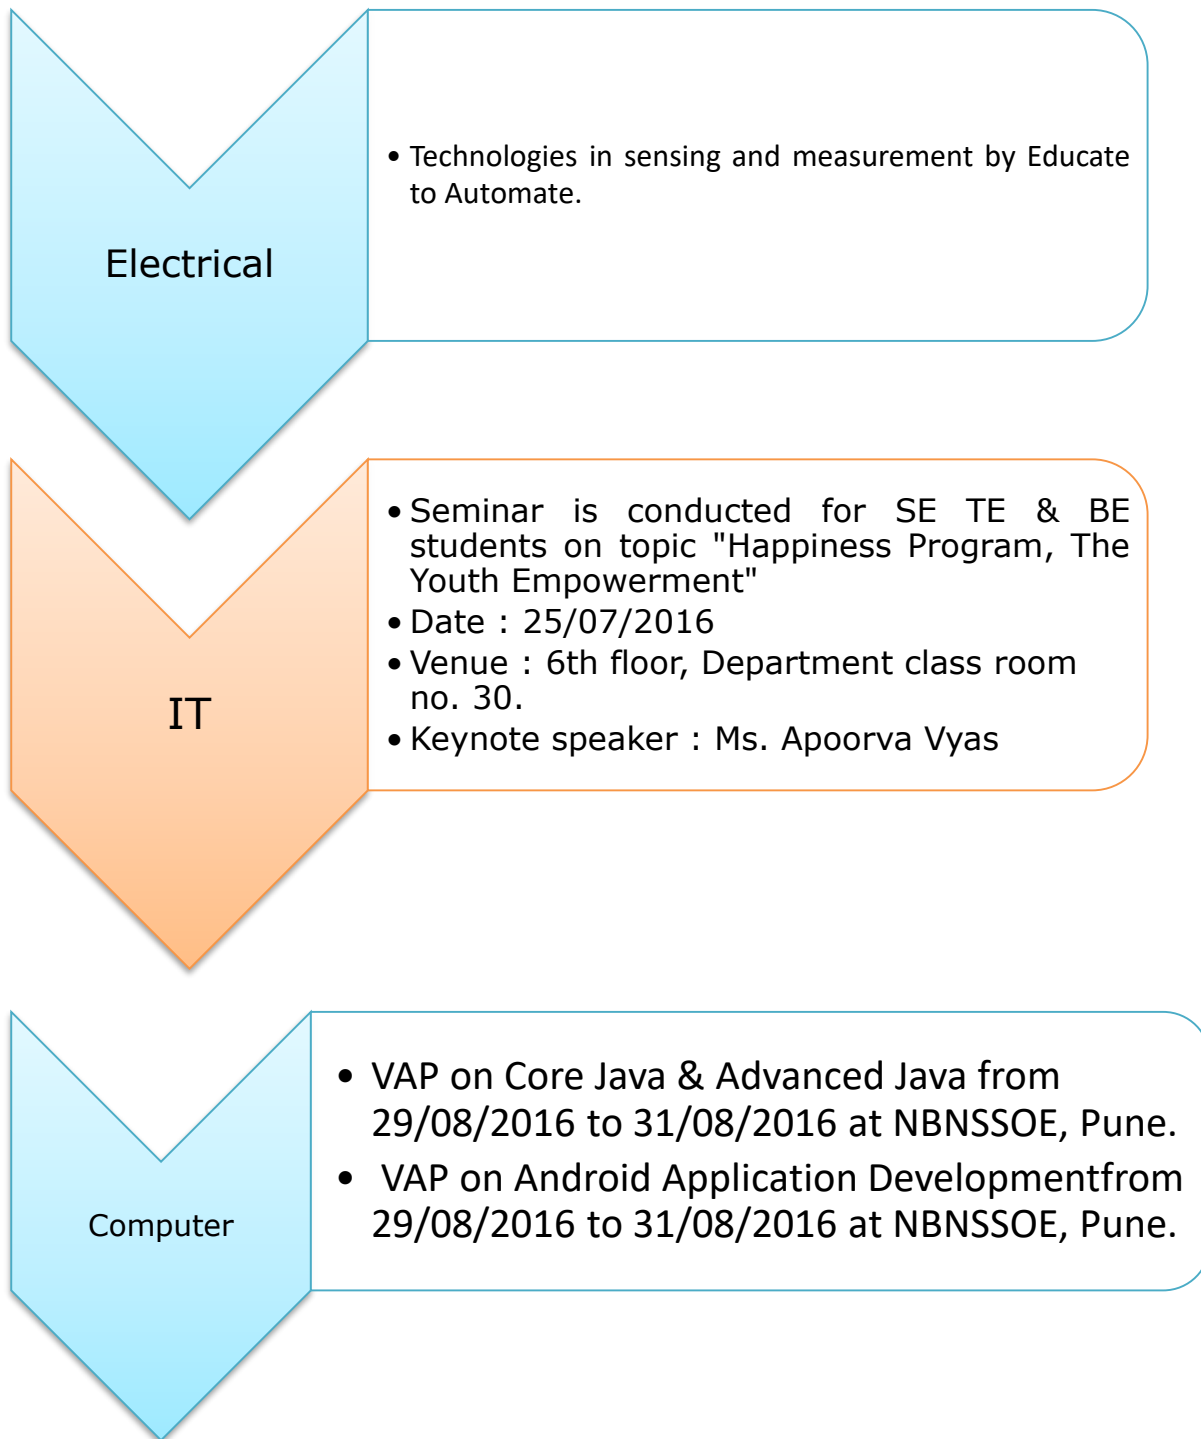 Electrical
• Technologies in sensing and measurement by Educate
to Automate.
IT
• Seminar is conducted for SE TE & BE
students on topic "Happiness Program, The
Youth Empowerment"
• Date : 25/07/2016
• Venue : 6th floor, Department class room
no. 30.
• Keynote speaker : Ms. Apoorva Vyas
Computer
• VAP on Core Java & Advanced Java from
29/08/2016 to 31/08/2016 at NBNSSOE, Pune.
• VAP on Android Application Developmentfrom
29/08/2016 to 31/08/2016 at NBNSSOE, Pune.